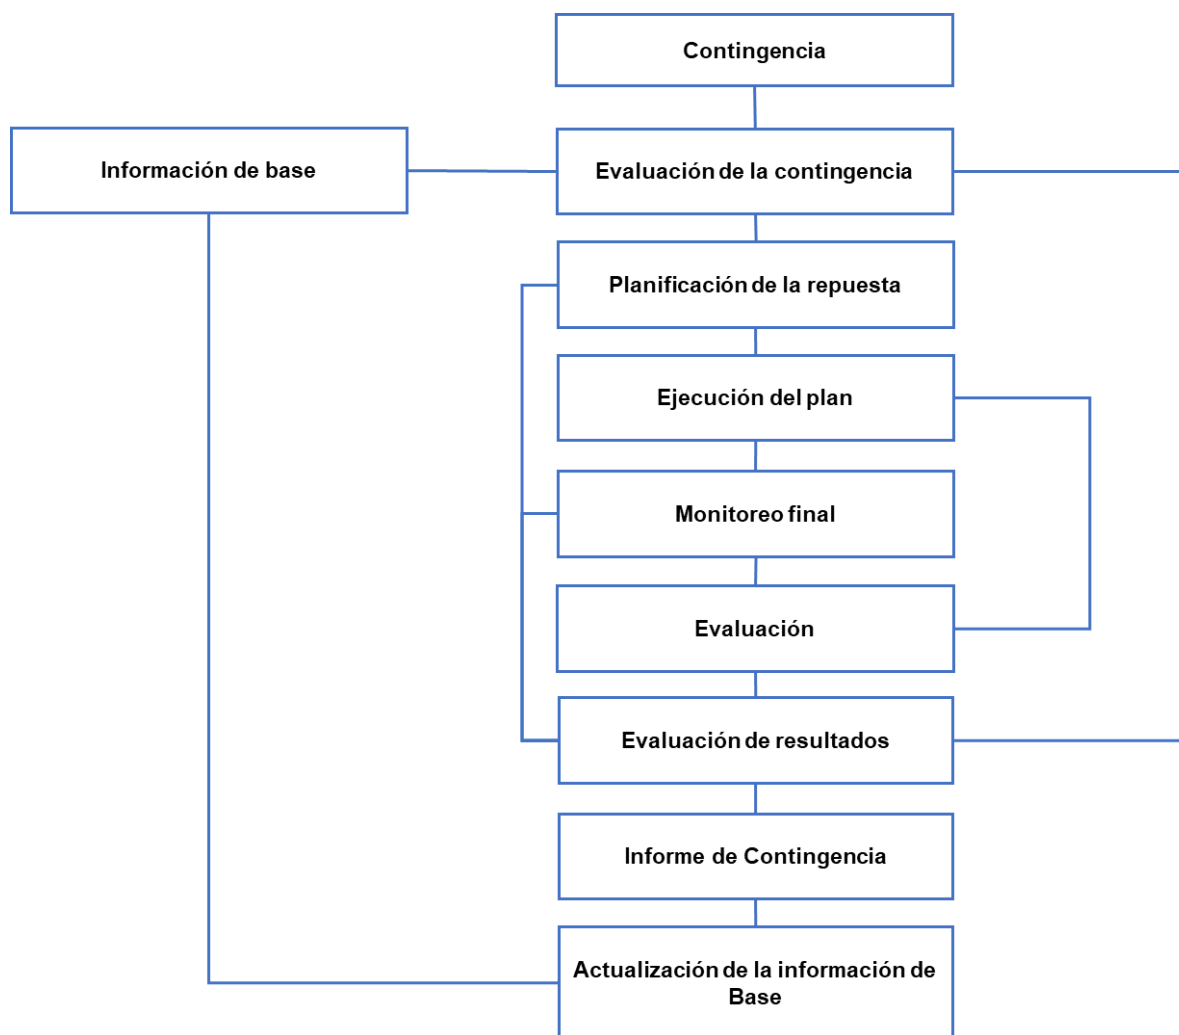 Contingencia
Información de base
Evaluación de la contingencia
Planificación de la repuesta
Ejecución del plan
Monitoreo final
Evaluación
Evaluación de resultados
Informe de Contingencia
Actualización de la información de
Base